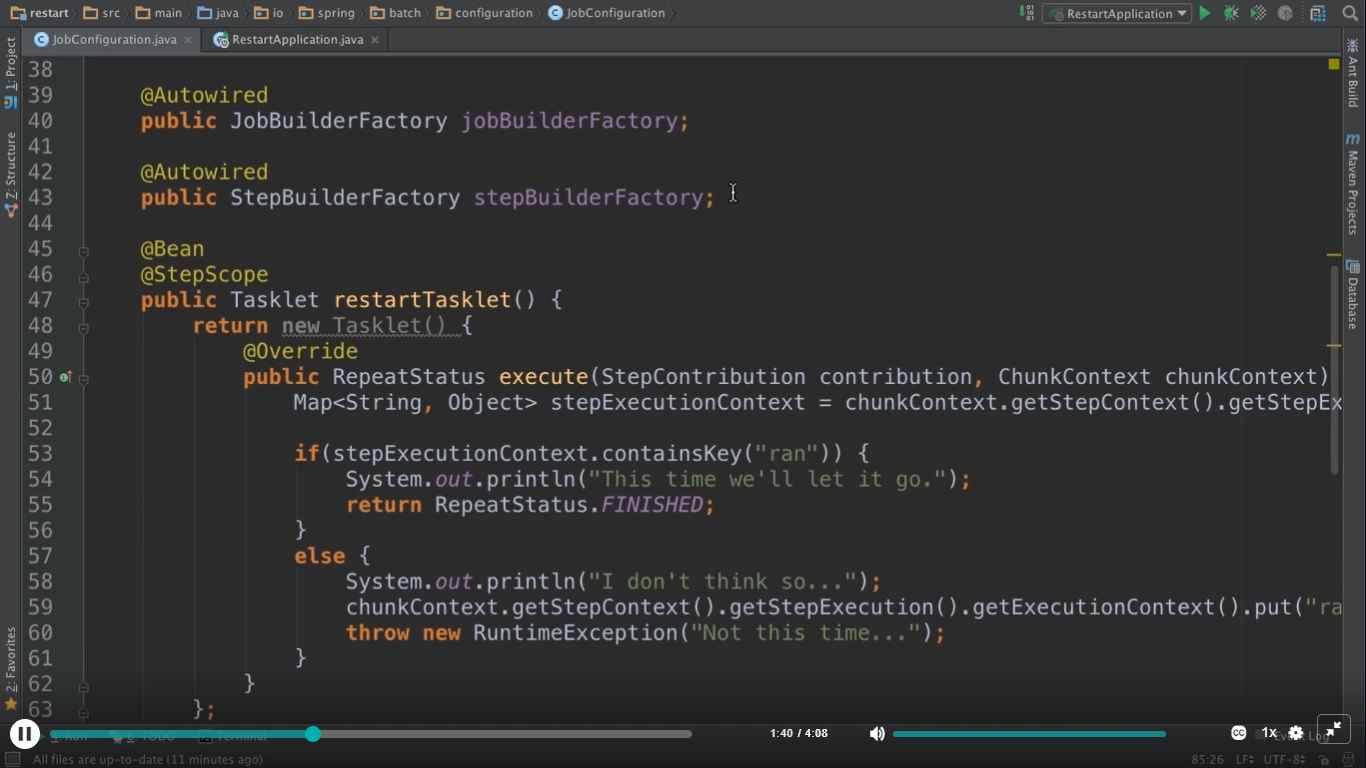 restart src main java io spring batch configuration JobConfiguration RestartApplication
JobConfiguration.java × RestartApplication.java ×
1: Project
Z: Structure
2: Favorites
38
39 @Autowired
40 public JobBuilderFactory jobBuilderFactory;
41
42 @Autowired
43 public StepBuilderFactory stepBuilderFactory;
44
45 @Bean
46 @StepScope
47 public Tasklet restartTasklet() {
48 return new Tasklet() {
49 @Override
50 public RepeatStatus execute(StepContribution contribution, ChunkContext chunkContext)
51 Map<String, Object> stepExecutionContext = chunkContext.getStepContext().getStepEx
52
53 if(stepExecutionContext.containsKey("ran")) {
54 System.out.println("This time we'll let it go.");
55 return RepeatStatus.FINISHED;
56 }
57 else {
58 System.out.println("I don't think so...");
59 chunkContext.getStepContext().getStepExecution().getExecutionContext().put("ra
60 throw new RuntimeException("Not this time...");
61 }
62 }
63 };
Ant Build
Maven Projects
Database
1:40 / 4:08 CC 1x
6: TODO Terminal Event Log
All files are up-to-date (11 minutes ago) 85:26 LF÷ UTF-8÷